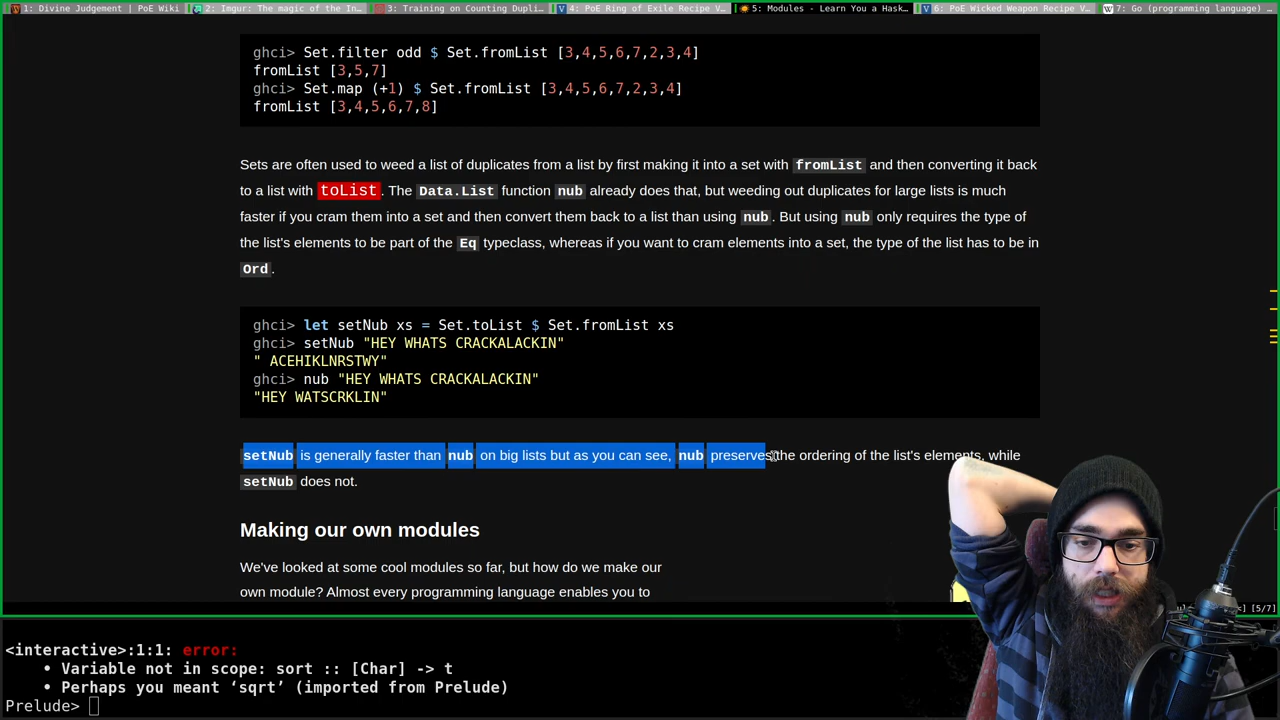 1: Divine Judgement | PoE Wiki
2: Imgur: The magic of the In…
3: Training on Counting Dupli…
4: PoE Ring of Exile Recipe V…
5: Modules - Learn You a Hask…
6: PoE Wicked Weapon Recipe V…
7: Go (programming language) …
ghci> Set.filter odd $ Set.fromList [3,4,5,6,7,2,3,4]
fromList [3,5,7]
ghci> Set.map (+1) $ Set.fromList [3,4,5,6,7,2,3,4]
fromList [3,4,5,6,7,8]
Sets are often used to weed a list of duplicates from a list by first making it into a set with fromList and then converting it back
to a list with toList. The Data.List function nub already does that, but weeding out duplicates for large lists is much
faster if you cram them into a set and then convert them back to a list than using nub. But using nub only requires the type of
the list's elements to be part of the Eq typeclass, whereas if you want to cram elements into a set, the type of the list has to be in
Ord.
ghci> let setNub xs = Set.toList $ Set.fromList xs
ghci> setNub "HEY WHATS CRACKALACKIN"
" ACEHIKLNRSTWY"
ghci> nub "HEY WHATS CRACKALACKIN"
"HEY WATSCRKLIN"
setNub is generally faster than nub on big lists but as you can see, nub preserves the ordering of the list's elements, while
setNub does not.
Making our own modules
We've looked at some cool modules so far, but how do we make our
own module? Almost every programming language enables you to
[5/7]
<interactive>:1:1: error:
• Variable not in scope: sort :: [Char] -> t
• Perhaps you meant ‘sqrt’ (imported from Prelude)
Prelude>